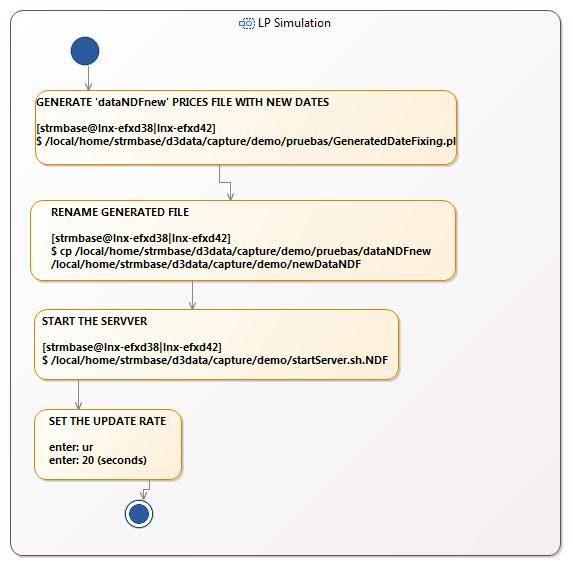 LP Simulation
GENERATE 'dataNDFnew' PRICES FILE WITH NEW DATES
[strmbase@lnx-efxd38|lnx-efxd42]
$ /local/home/strmbase/d3data/capture/demo/pruebas/GeneratedDateFixing.pl
RENAME GENERATED FILE
[strmbase@lnx-efxd38|lnx-efxd42]
$ cp /local/home/strmbase/d3data/capture/demo/pruebas/dataNDFnew
/local/home/strmbase/d3data/capture/demo/newDataNDF
START THE SERVVER
[strmbase@lnx-efxd38|lnx-efxd42]
$ /local/home/strmbase/d3data/capture/demo/startServer.sh.NDF
SET THE UPDATE RATE
enter: ur
enter: 20 (seconds)